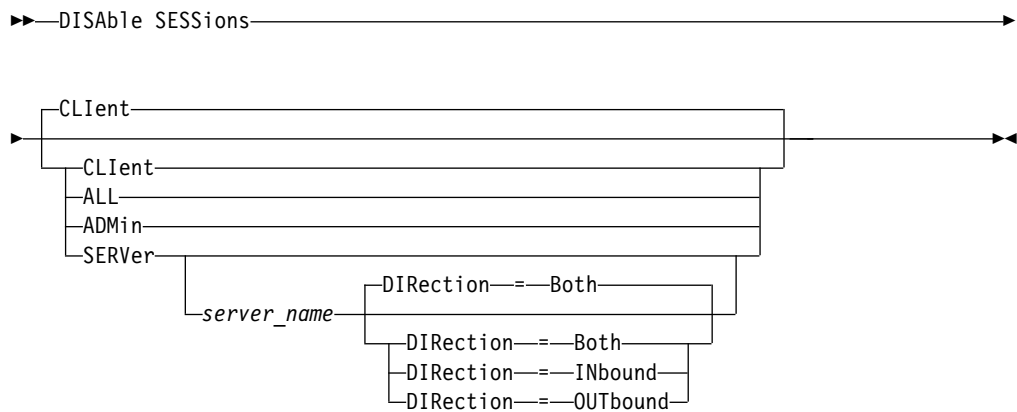 DISAble SESSions
CLIent
CLIent
ALL
ADMin
SERVer
DIRection = Both
server_name
DIRection = Both
DIRection = INbound
DIRection = OUTbound